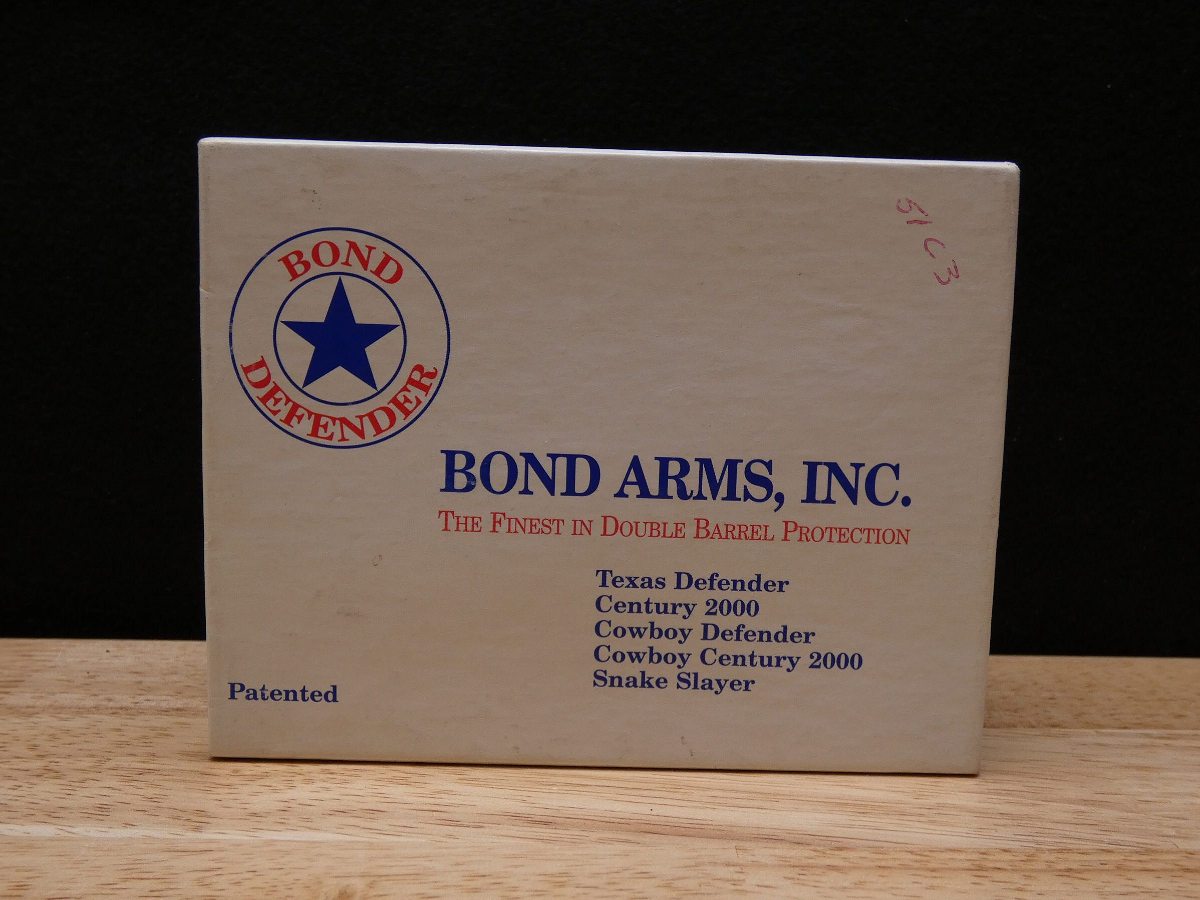 BOND
DEFENDER
51C3
BOND ARMS, INC.
THE FINEST IN DOUBLE BARREL PROTECTION
Texas Defender
Century 2000
Cowboy Defender
Cowboy Century 2000
Snake Slayer
Patented